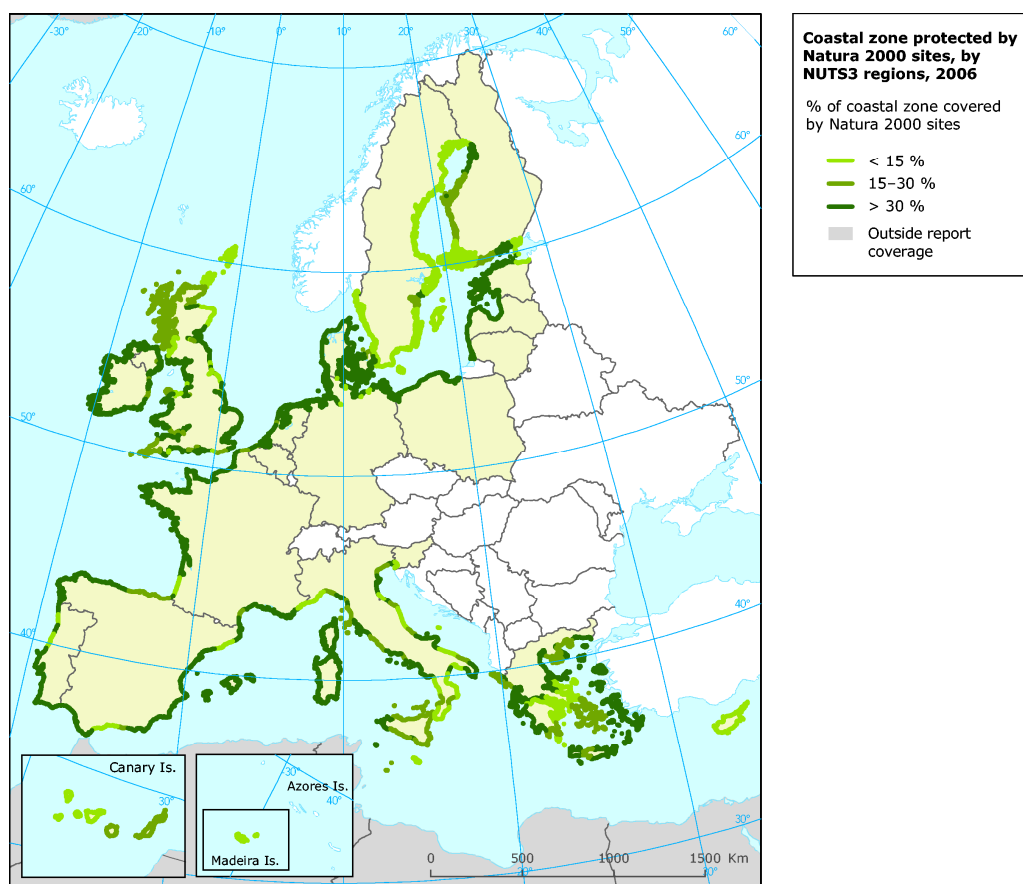 -30°
-20°
-10°
0°
10°
20°
30°
50°
60°
Coastal zone protected by
Natura 2000 sites, by
NUTS3 regions, 2006
% of coastal zone covered
by Natura 2000 sites
< 15 %
15–30 %
> 30 %
Outside report
coverage
60°
60°
50°
50°
40°
40°
30°
Canary Is.
30°
-30°
Azores Is.
40°
Madeira Is.
0
500
1000
1500 Km